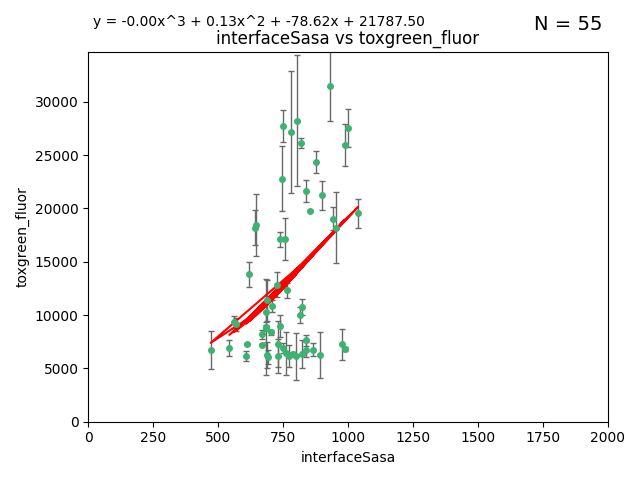 y = -0.00x^3 + 0.13x^2 + -78.62x + 21787.50
N = 55
interfaceSasa vs toxgreen_fluor
30000
25000
20000
15000
10000
5000
0
toxgreen_fluor
0 250 500 750 1000 1250 1500 1750 2000
interfaceSasa